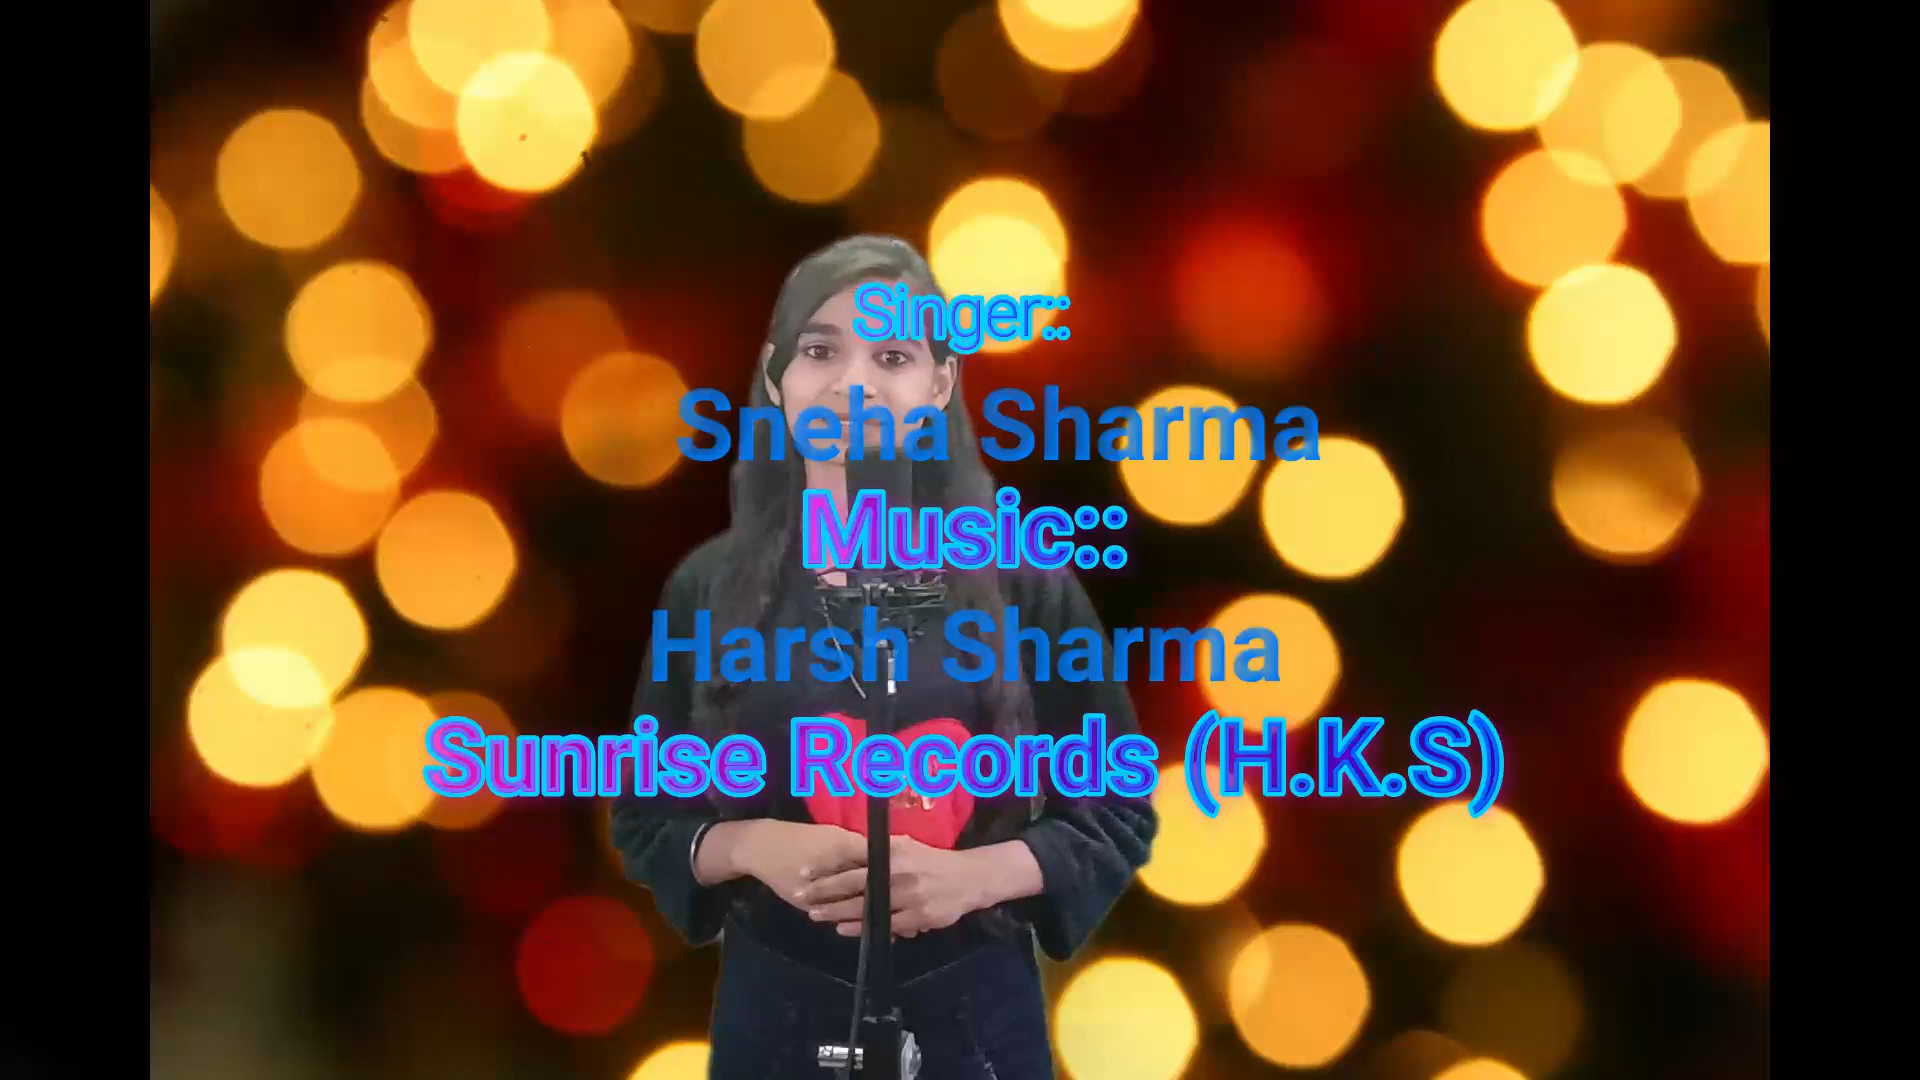 Singer::
Sneha Sharma
Music::
Harsh Sharma
Sunrise Records (H.K.S)